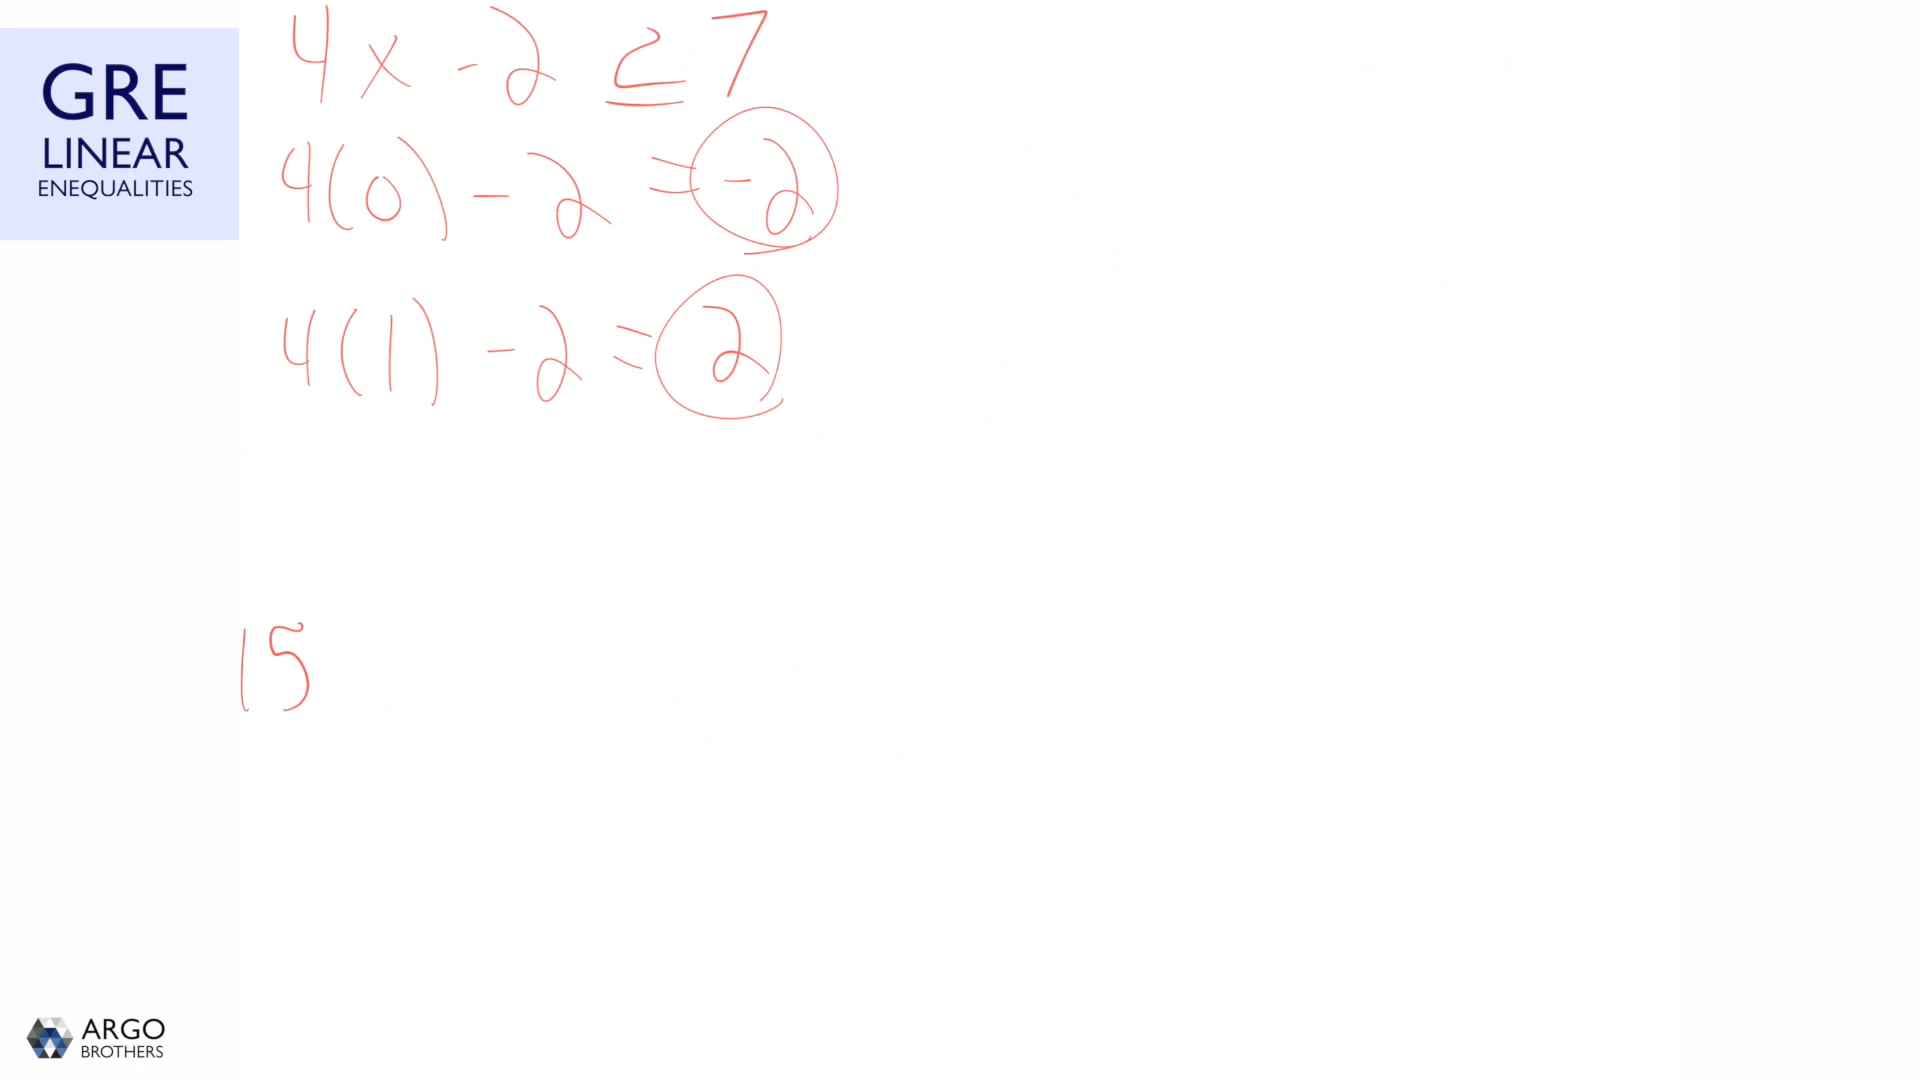 GRE
LINEAR
ENEQUALITIES
4x - 2 ≤ 7
4(0) - 2 = -2
4(1) - 2 = 2
15
ARGO
BROTHERS